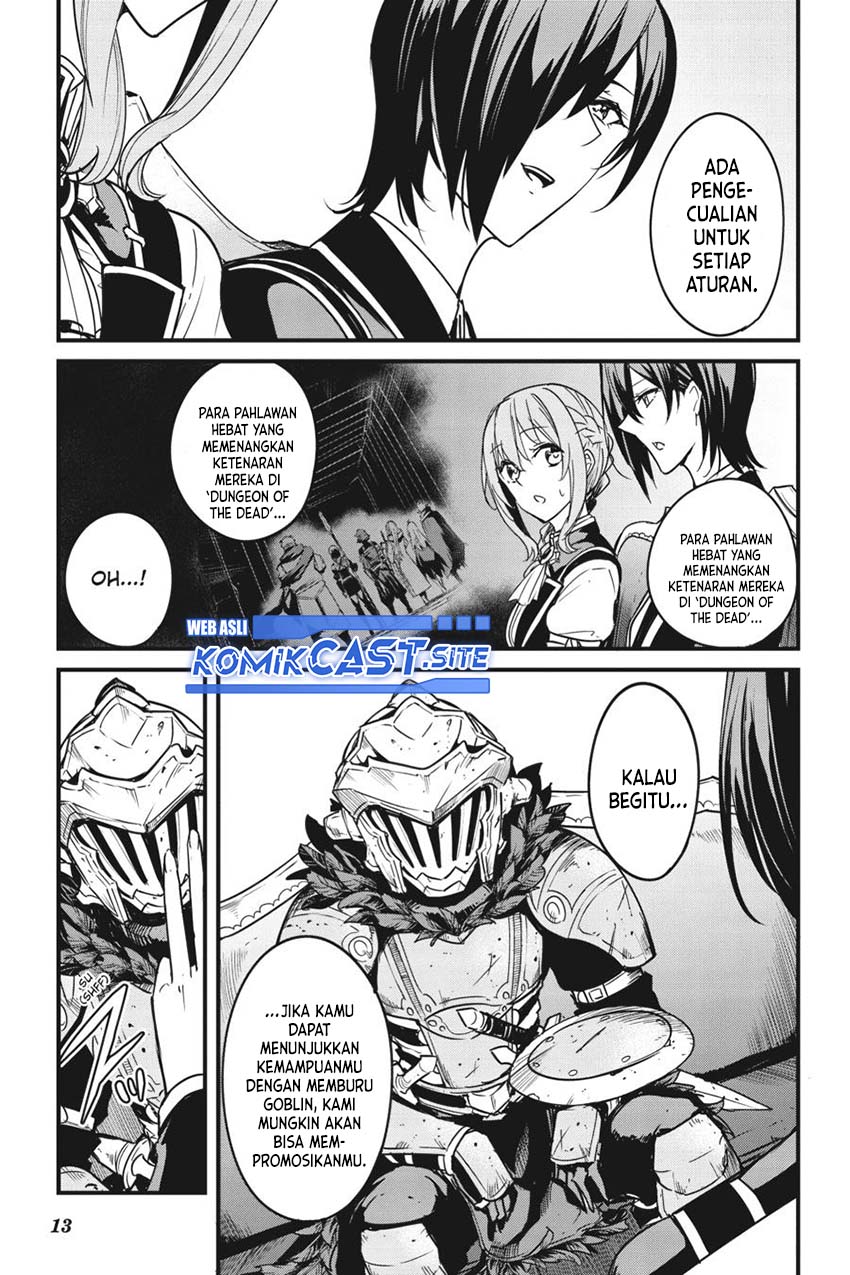 ADA
PENGE-
CUALIAN
UNTUK
SETIAP
ATURAN.
PARA PAHLAWAN
HEBAT YANG
MEMENANGKAN
KETENARAN MEREKA
DI ‘DUNGEON OF
THE DEAD’...
PARA PAHLAWAN
HEBAT YANG
MEMENANGKAN
KETENARAN
MEREKA DI
‘DUNGEON OF
THE DEAD’...
OH...!
WEB ASLI
KOMIKCAST.SITE
KALAU
BEGITU...
...JIKA KAMU
DAPAT
MENUNJUKKAN
KEMAMPUANMU
DENGAN MEMBURU
GOBLIN, KAMI
MUNGKIN AKAN
BISA MEM-
PROMOSIKANMU.
SU
(SHFF)
13